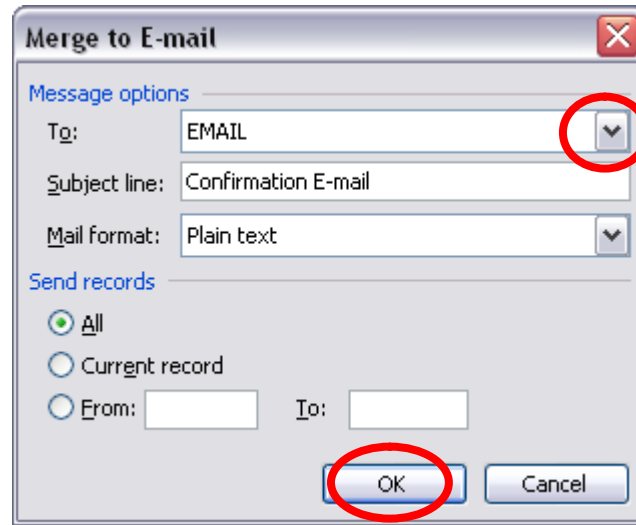 Merge to E-mail
Message options
To: EMAIL
Subject line: Confirmation E-mail
Mail format: Plain text
Send records
All
Current record
From: To:
OK Cancel